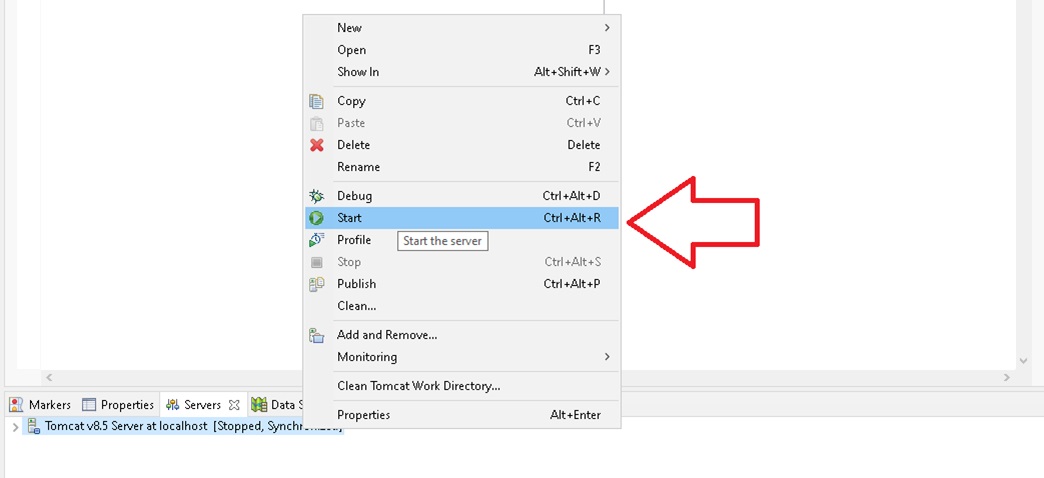 New
Open F3
Show In Alt+Shift+W
Copy Ctrl+C
Paste Ctrl+V
Delete Delete
Rename F2
Debug Ctrl+Alt+D
Start Ctrl+Alt+R
Profile
Start the server
Stop Ctrl+Alt+S
Publish Ctrl+Alt+P
Clean...
Add and Remove...
Monitoring
Clean Tomcat Work Directory...
Properties Alt+Enter
Markers Properties Servers Data S
Tomcat v8.5 Server at localhost [Stopped, Synchronized]